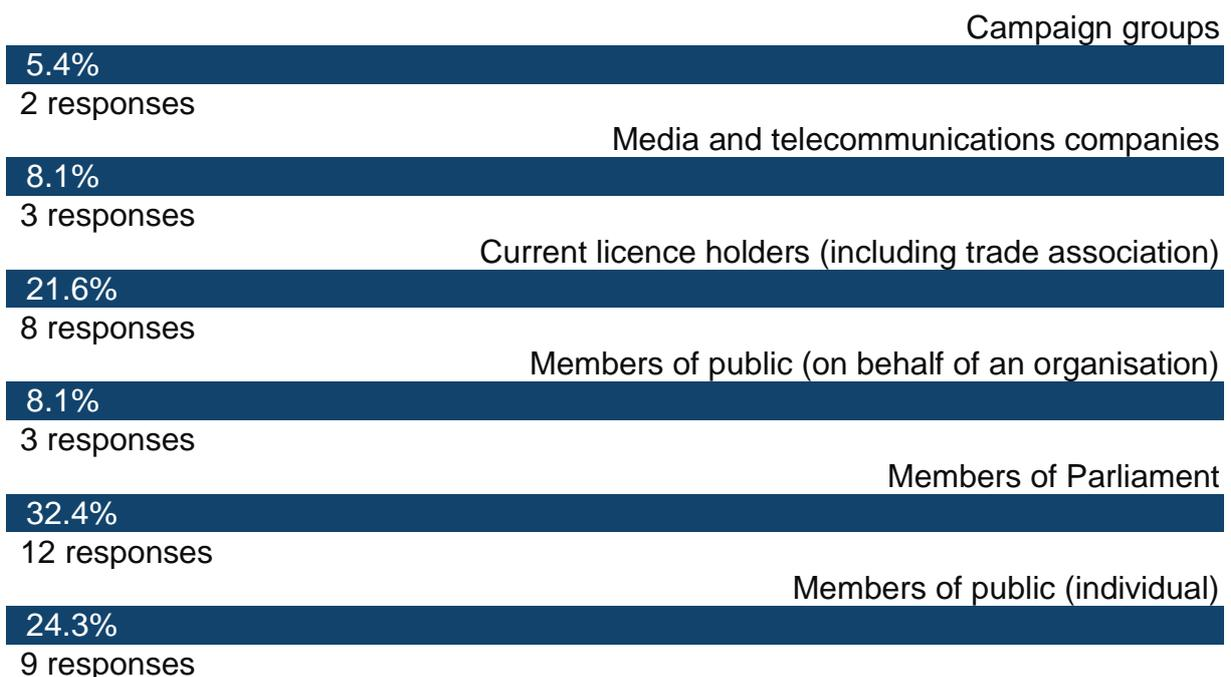 Campaign groups
5.4%
2 responses
Media and telecommunications companies
8.1%
3 responses
Current licence holders (including trade association)
21.6%
8 responses
Members of public (on behalf of an organisation)
8.1%
3 responses
Members of Parliament
32.4%
12 responses
Members of public (individual)
24.3%
9 responses